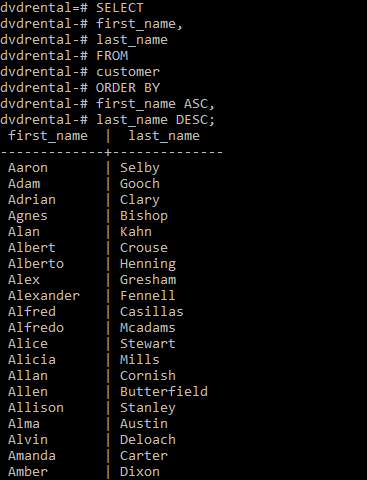 dvdrental=# SELECT
dvdrental-# first_name,
dvdrental-# last_name
dvdrental-# FROM
dvdrental-# customer
dvdrental-# ORDER BY
dvdrental-# first_name ASC,
dvdrental-# last_name DESC;
 first_name  |  last_name
-------------+--------------
 Aaron       | Selby
 Adam        | Gooch
 Adrian      | Clary
 Agnes       | Bishop
 Alan        | Kahn
 Albert      | Crouse
 Alberto     | Henning
 Alex        | Gresham
 Alexander   | Fennell
 Alfred      | Casillas
 Alfredo     | Mcadams
 Alice       | Stewart
 Alicia      | Mills
 Allan       | Cornish
 Allen       | Butterfield
 Allison     | Stanley
 Alma        | Austin
 Alvin       | Deloach
 Amanda      | Carter
 Amber       | Dixon